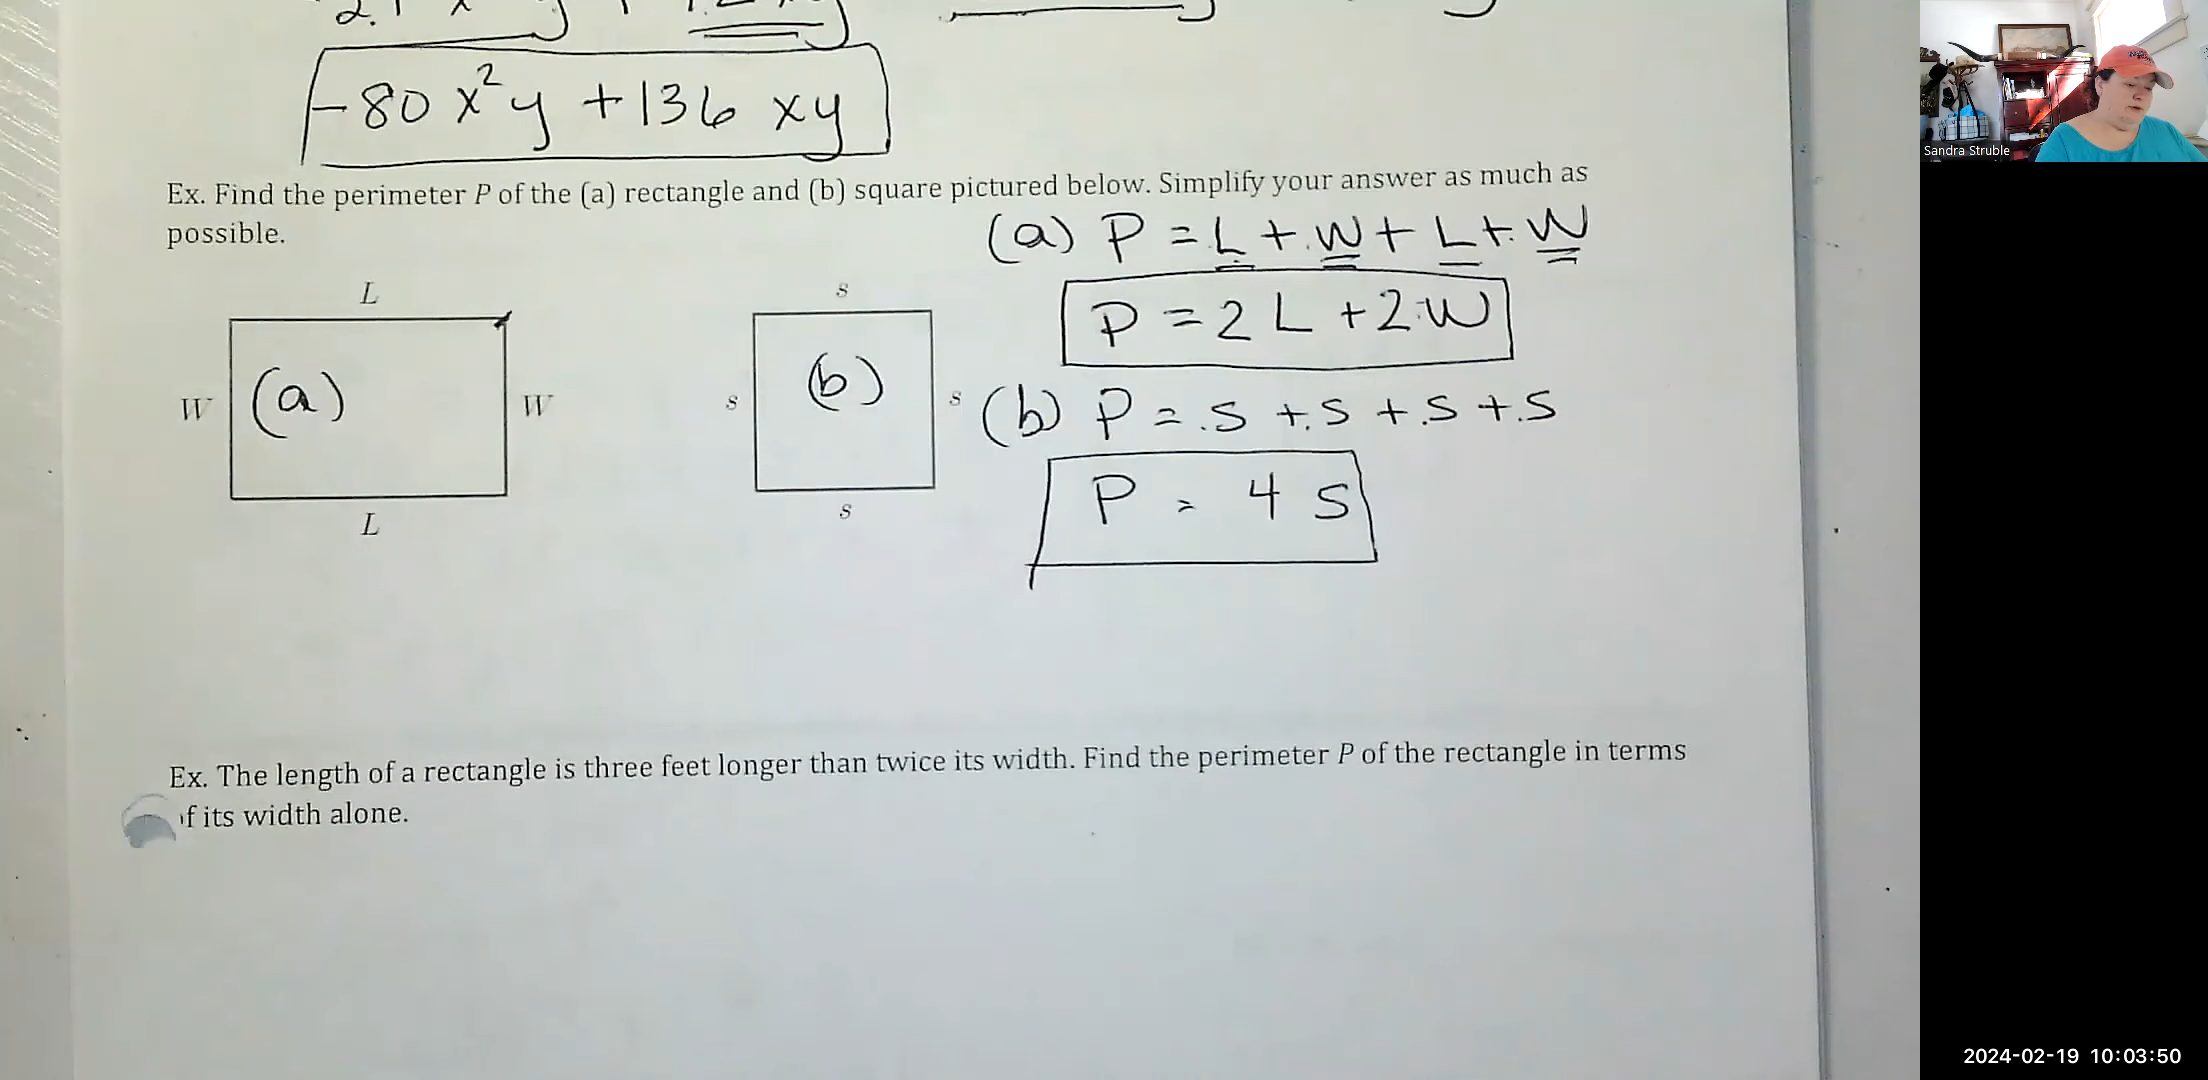 -80x²y + 136xy
Ex. Find the perimeter P of the (a) rectangle and (b) square pictured below. Simplify your answer as much as
possible.
(a) P = L + W + L + W
P = 2L + 2W
L
W
(a)
W
L
s
s
(b)
s
s
(b) P = s + s + s + s
P = 4s
Ex. The length of a rectangle is three feet longer than twice its width. Find the perimeter P of the rectangle in terms
f its width alone.
Sandra Struble
2024-02-19 10:03:50